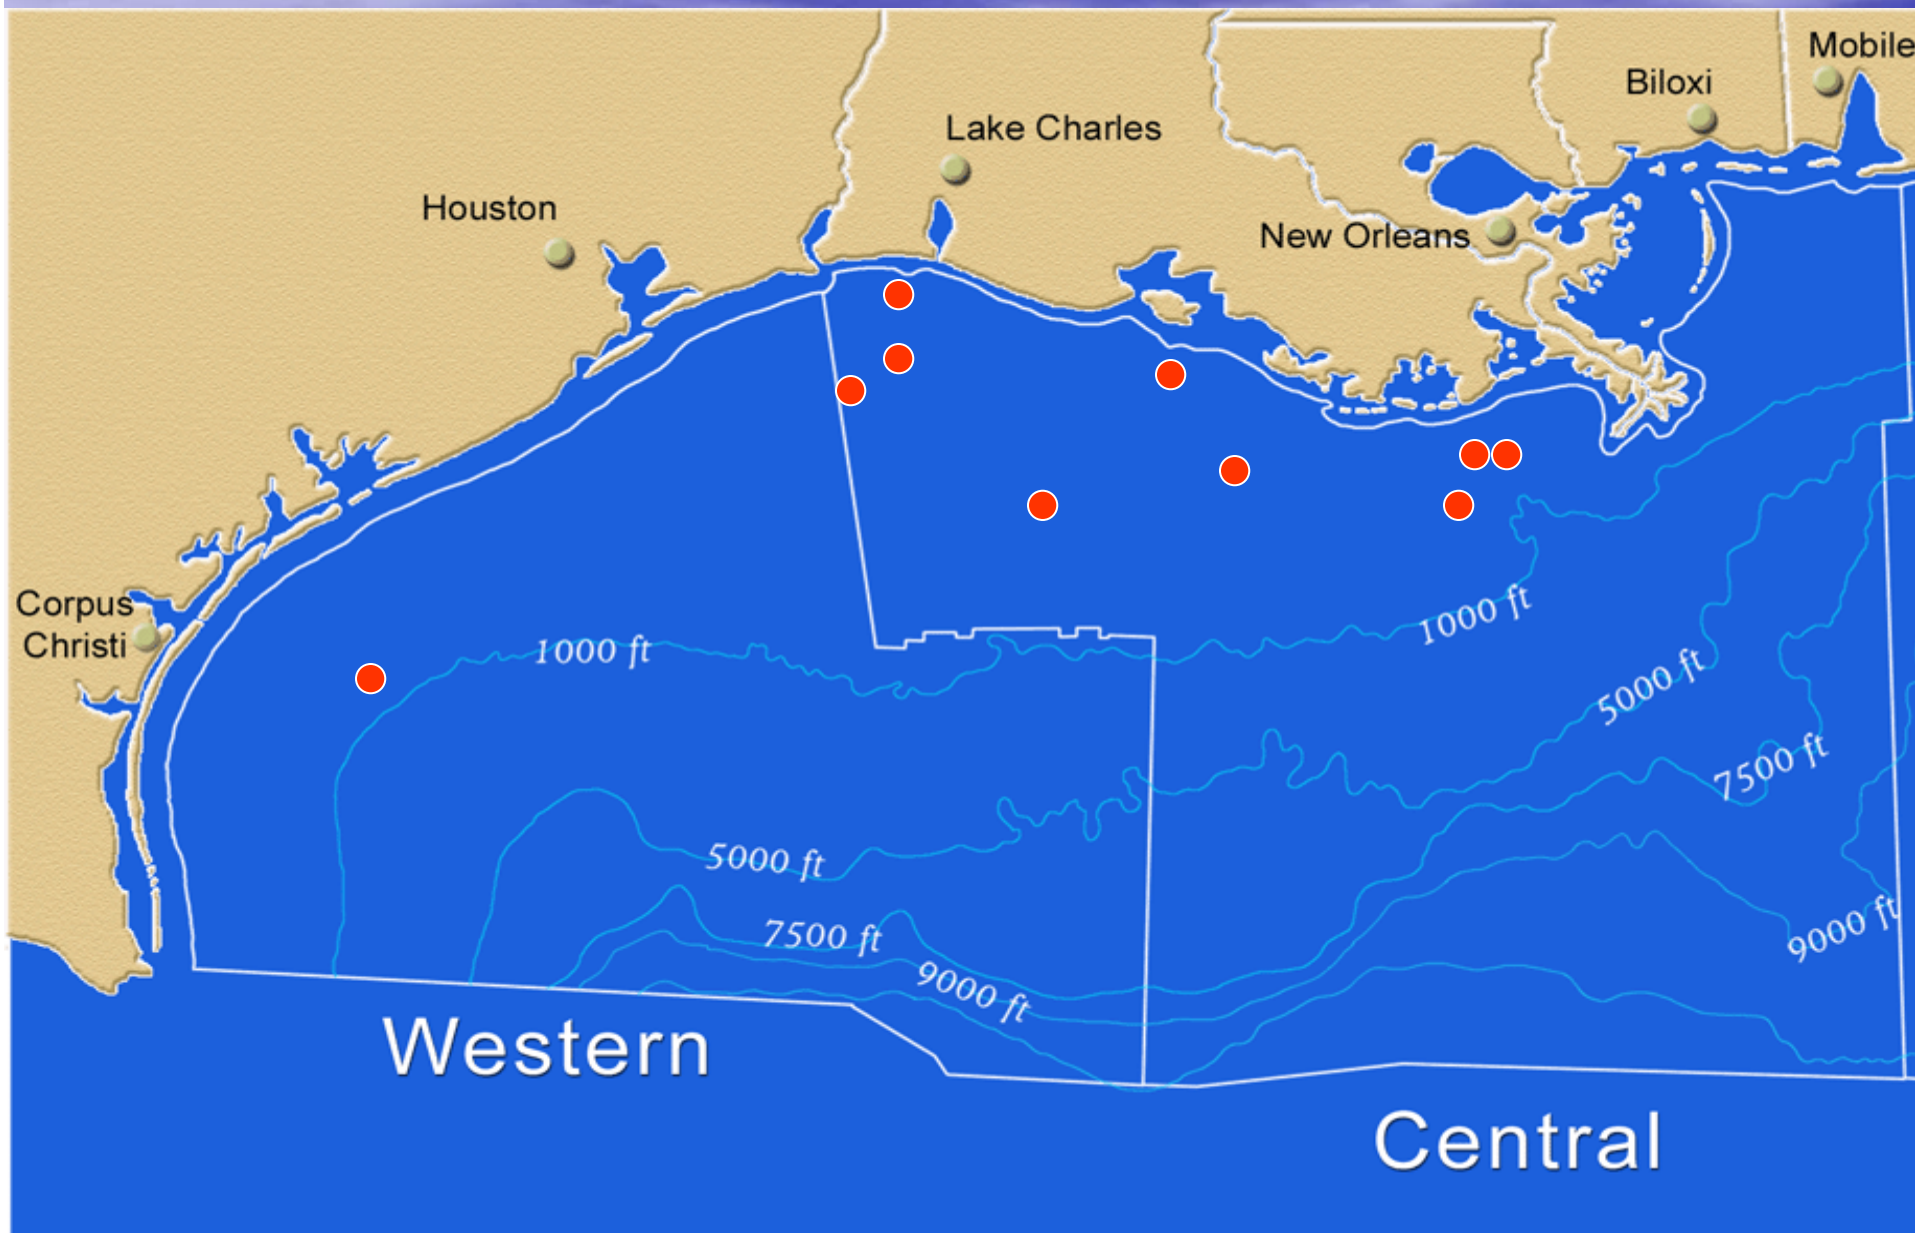 Mobile
Biloxi
Lake Charles
Houston
New Orleans
Corpus
Christi
1000 ft
1000 ft
5000 ft
7500 ft
5000 ft
7500 ft
9000 ft
9000 ft
Western
Central